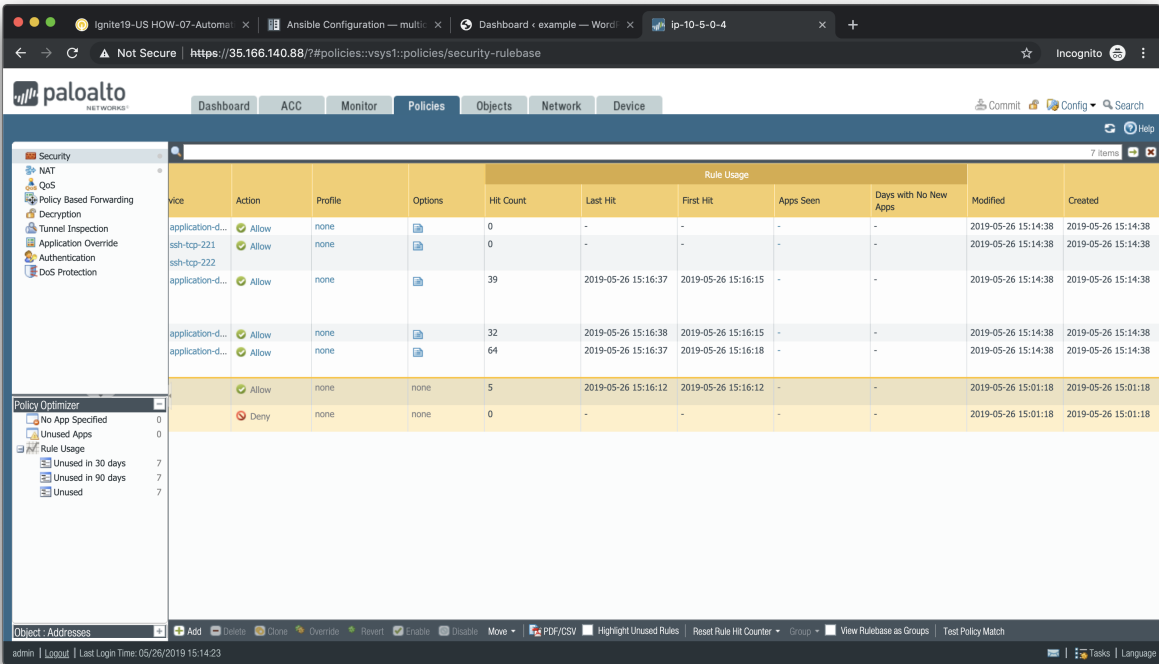 Ignite19-US HOW-07-Automat
Ansible Configuration — multic
Dashboard ‹ example — WordP
ip-10-5-0-4
Not Secure https://35.166.140.88/?#policies::vsys1::policies/security-rulebase
Incognito
paloalto
NETWORKS®
Dashboard ACC Monitor Policies Objects Network Device
Commit Config Search
Help
7 items
Security
NAT
QoS
Policy Based Forwarding
Decryption
Tunnel Inspection
Application Override
Authentication
DoS Protection
Rule Usage
vice Action Profile Options Hit Count Last Hit First Hit Apps Seen Days with No New Apps Modified Created
application-d... Allow none 0 - - - - 2019-05-26 15:14:38 2019-05-26 15:14:38
ssh-tcp-221 Allow none 0 - - - - 2019-05-26 15:14:38 2019-05-26 15:14:38
ssh-tcp-222
application-d... Allow none 39 2019-05-26 15:16:37 2019-05-26 15:16:15 - - 2019-05-26 15:14:38 2019-05-26 15:14:38
application-d... Allow none 32 2019-05-26 15:16:38 2019-05-26 15:16:15 - - 2019-05-26 15:14:38 2019-05-26 15:14:38
application-d... Allow none 64 2019-05-26 15:16:37 2019-05-26 15:16:18 - - 2019-05-26 15:14:38 2019-05-26 15:14:38
Allow none none 5 2019-05-26 15:16:12 2019-05-26 15:16:12 - - 2019-05-26 15:01:18 2019-05-26 15:01:18
Deny none none 0 - - - - 2019-05-26 15:01:18 2019-05-26 15:01:18
Policy Optimizer
No App Specified 0
Unused Apps 0
Rule Usage
Unused in 30 days 7
Unused in 90 days 7
Unused 7
Object : Addresses
Add Delete Clone Override Revert Enable Disable Move PDF/CSV Highlight Unused Rules Reset Rule Hit Counter Group View Rulebase as Groups Test Policy Match
admin | Logout | Last Login Time: 05/26/2019 15:14:23
Tasks | Language